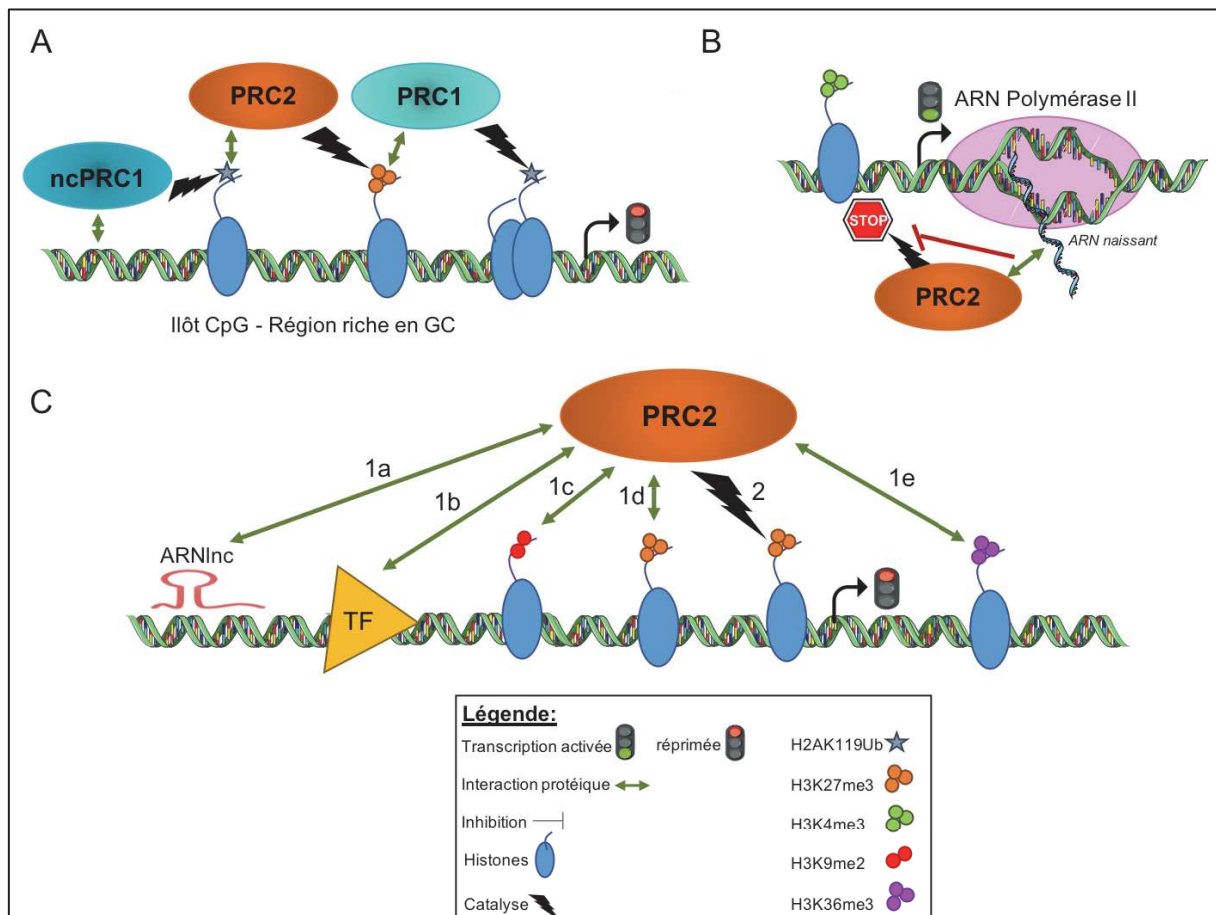 A
PRC2
PRC1
ncPRC1
Ilôt CpG - Région riche en GC
B
ARN Polymérase II
STOP
ARN naissant
PRC2
C
PRC2
1a
1b
1c
1d
2
1e
ARNlnc
TF
Légende:
Transcription activée réprimée
Interaction protéique
Inhibition
Histones
Catalyse
H2AK119Ub
H3K27me3
H3K4me3
H3K9me2
H3K36me3